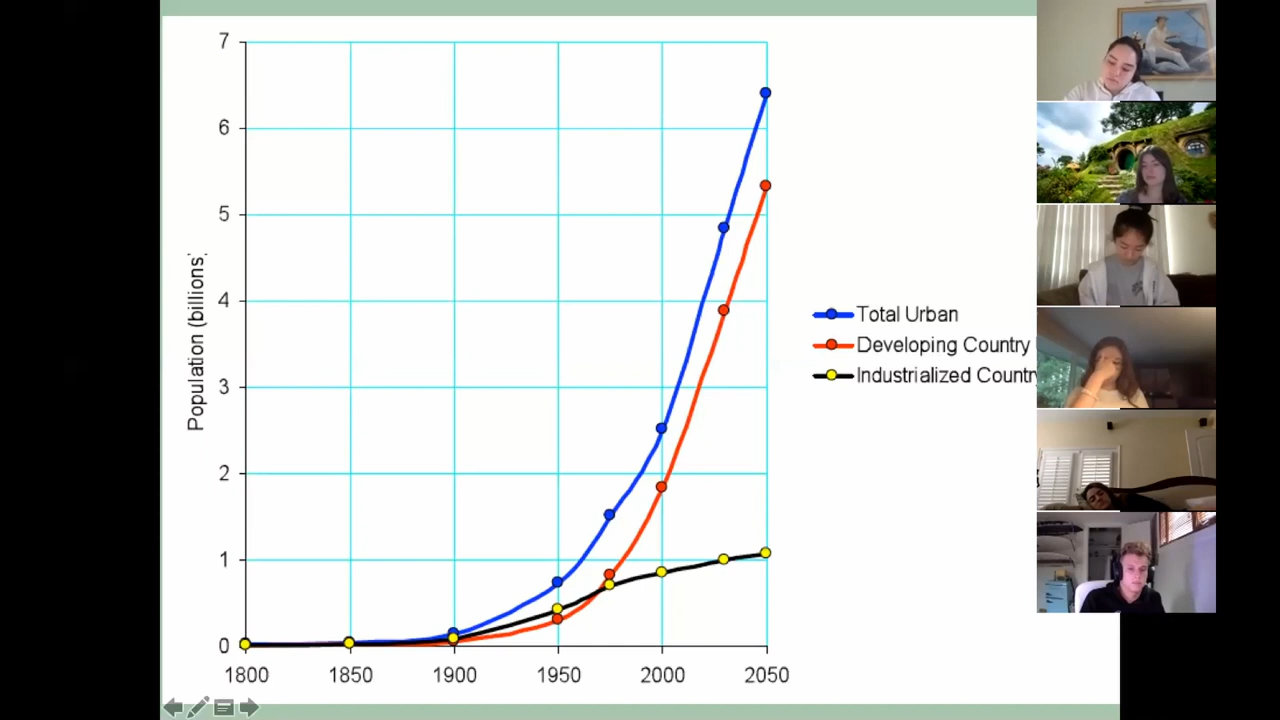 7
6
5
4
3
2
1
0
Population (billions)
1800 1850 1900 1950 2000 2050
Total Urban
Developing Country
Industrialized Country